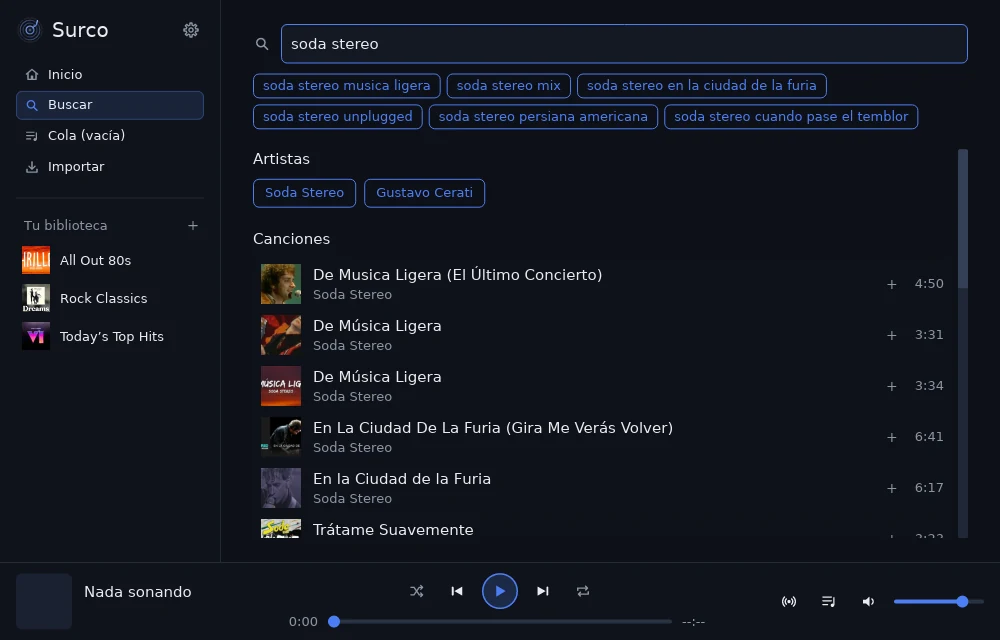 Surco
Inicio
Buscar
Cola (vacía)
Importar
Tu biblioteca
+
All Out 80s
Rock Classics
Today’s Top Hits
soda stereo
soda stereo musica ligera
soda stereo mix
soda stereo en la ciudad de la furia
soda stereo unplugged
soda stereo persiana americana
soda stereo cuando pase el temblor
Artistas
Soda Stereo
Gustavo Cerati
Canciones
De Musica Ligera (El Último Concierto)
Soda Stereo
+ 4:50
De Música Ligera
Soda Stereo
+ 3:31
MÚSICA LIG
SODA STEREO
De Música Ligera
Soda Stereo
+ 3:34
En La Ciudad De La Furia (Gira Me Verás Volver)
Soda Stereo
+ 6:41
En la Ciudad de la Furia
Soda Stereo
+ 6:17
Soda
Trátame Suavemente
Nada sonando
0:00
--:--